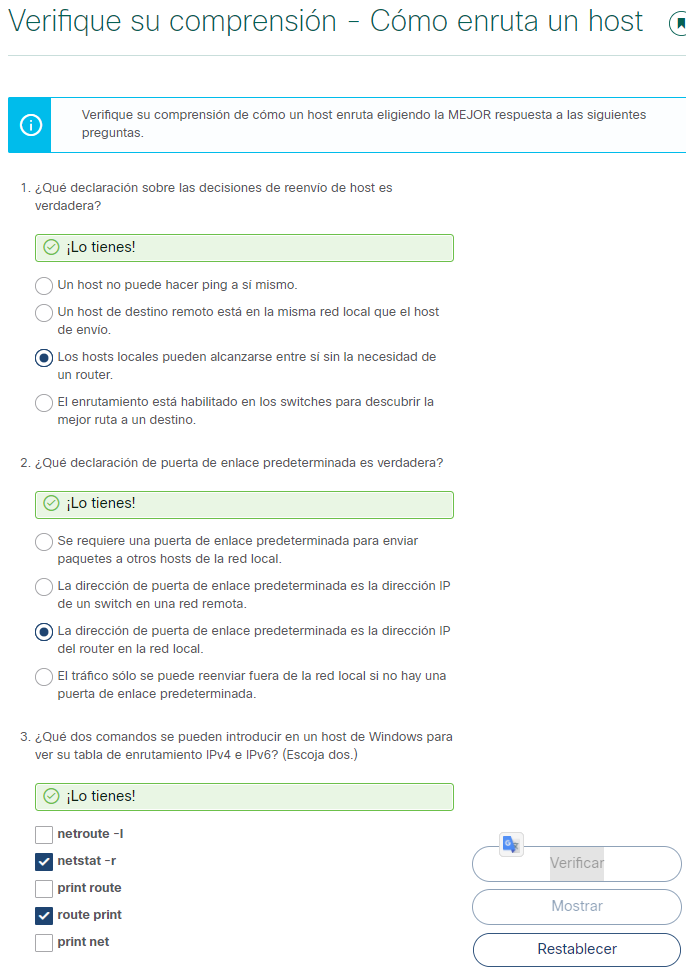 Verifique su comprensión - Cómo enruta un host
Verifique su comprensión de cómo un host enruta eligiendo la MEJOR respuesta a las siguientes
preguntas.
1. ¿Qué declaración sobre las decisiones de reenvío de host es
verdadera?
¡Lo tienes!
Un host no puede hacer ping a sí mismo.
Un host de destino remoto está en la misma red local que el host
de envío.
Los hosts locales pueden alcanzarse entre sí sin la necesidad de
un router.
El enrutamiento está habilitado en los switches para descubrir la
mejor ruta a un destino.
2. ¿Qué declaración de puerta de enlace predeterminada es verdadera?
¡Lo tienes!
Se requiere una puerta de enlace predeterminada para enviar
paquetes a otros hosts de la red local.
La dirección de puerta de enlace predeterminada es la dirección IP
de un switch en una red remota.
La dirección de puerta de enlace predeterminada es la dirección IP
del router en la red local.
El tráfico sólo se puede reenviar fuera de la red local si no hay una
puerta de enlace predeterminada.
3. ¿Qué dos comandos se pueden introducir en un host de Windows para
ver su tabla de enrutamiento IPv4 e IPv6? (Escoja dos.)
¡Lo tienes!
netroute -l
netstat -r
print route
route print
print net
Verificar
Mostrar
Restablecer